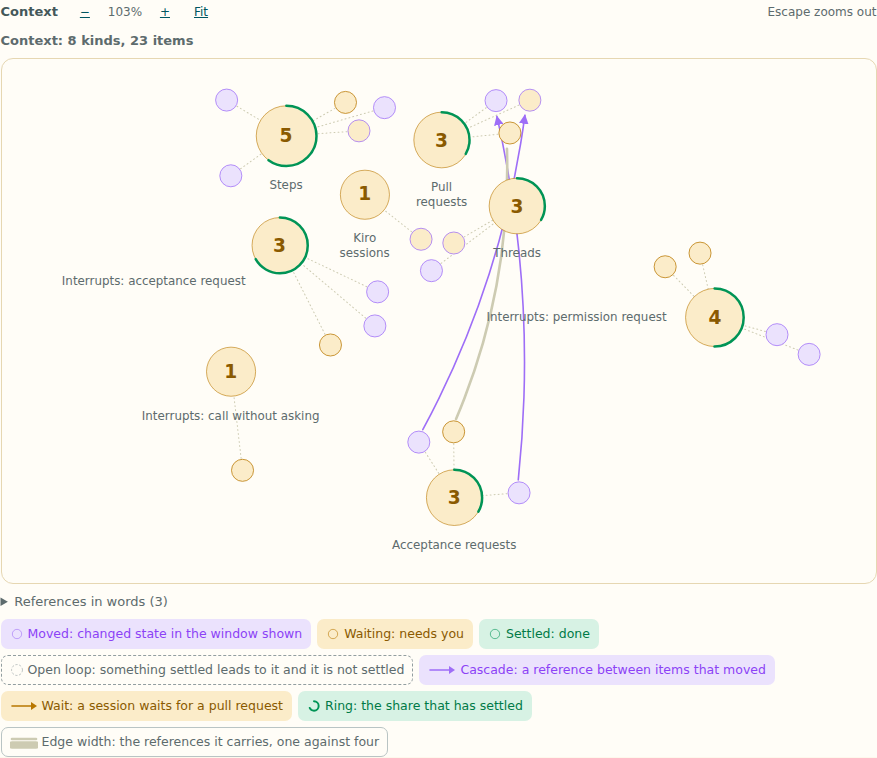 Context − 103% + Fit Escape zooms out
Context: 8 kinds, 23 items
5
Steps
3
Pull
requests
1
Kiro
sessions
3
Threads
3
Interrupts: acceptance request
4
Interrupts: permission request
1
Interrupts: call without asking
3
Acceptance requests
References in words (3)
Moved: changed state in the window shown
Waiting: needs you
Settled: done
Open loop: something settled leads to it and it is not settled
Cascade: a reference between items that moved
Wait: a session waits for a pull request
Ring: the share that has settled
Edge width: the references it carries, one against four